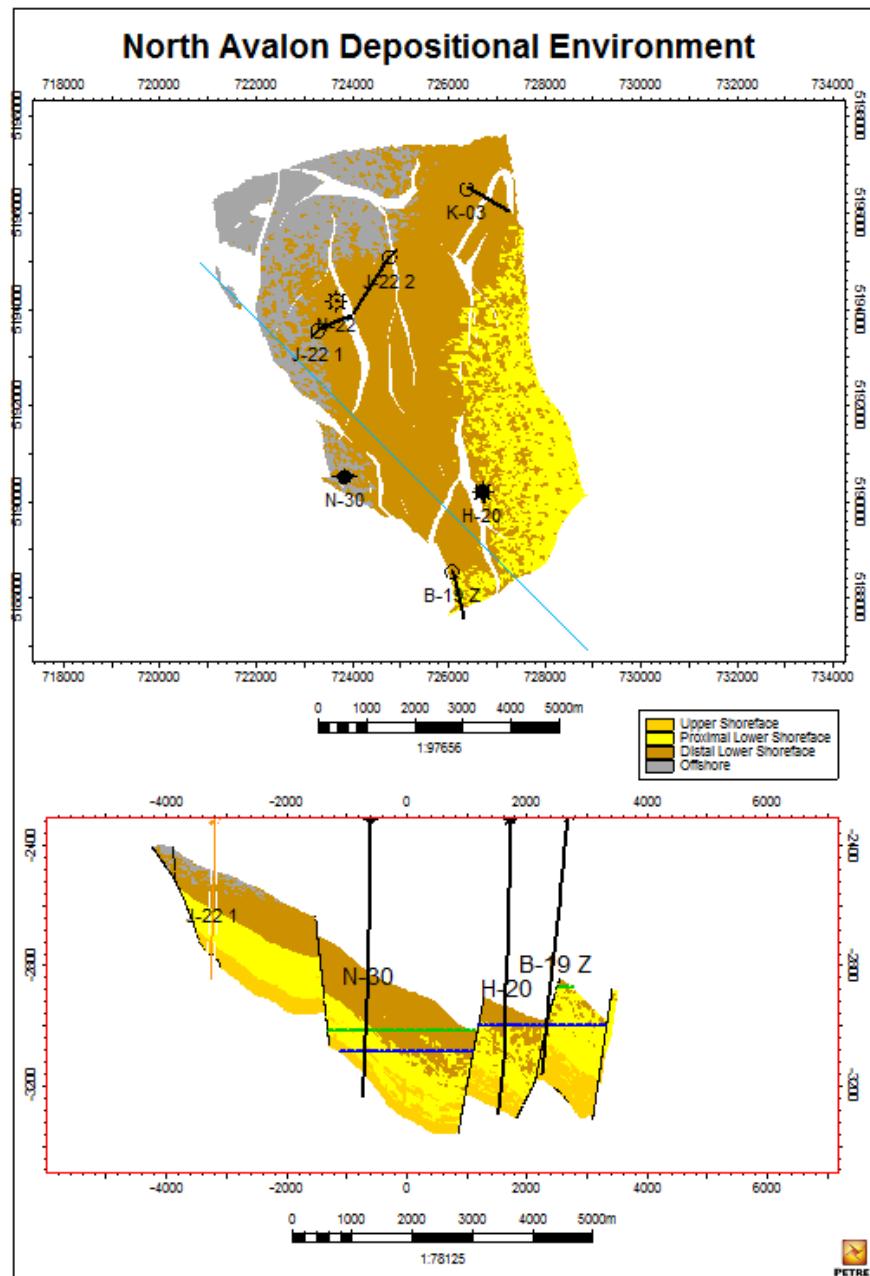 North Avalon Depositional Environment
718000 720000 722000 724000 726000 728000 730000 732000 734000
K-03
J-22 2
N-22
J-22 1
N-30
H-20
B-19 Z
718000 720000 722000 724000 726000 728000 730000 732000 734000
0 1000 2000 3000 4000 5000m
1:97656
Upper Shoreface
Proximal Lower Shoreface
Distal Lower Shoreface
Offshore
-4000 -2000 0 2000 4000 6000
-2400 -2400
J-22 1
-2800 N-30 H-20 B-19 Z -2800
-3200 -3200
-4000 -2000 0 2000 4000 6000
0 1000 2000 3000 4000 5000m
1:78125
PETRE